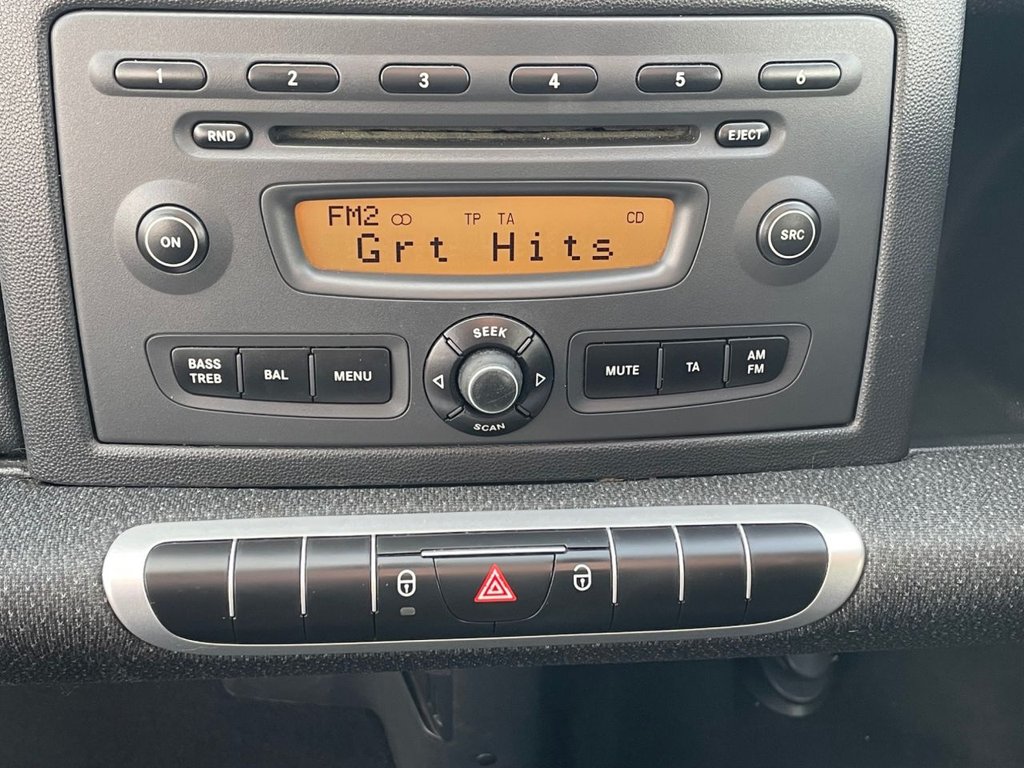 1 2 3 4 5 6
RND EJECT
FM2 TP TA CD
Grt Hits
ON SRC
SEEK
BASS
TREB
BAL MENU
MUTE TA
AM
FM
SCAN